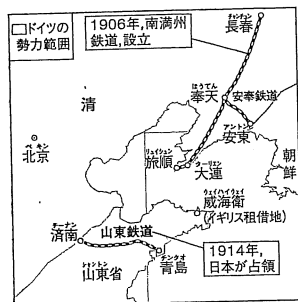 ドイツの
勢力範囲
1906年,南満州
鉄道,設立
チャンチュン
長春
清
ほうてん
奉天
安奉鉄道
アントン
安東
ペキン
北京
リュイシュン
旅順
ターリエン
大連
朝鮮
ウェイハイウェイ
威海衛
(イギリス租借地)
チーナン
済南
山東鉄道
1914年,
日本が占領
シャントン
山東省
チンタオ
青島